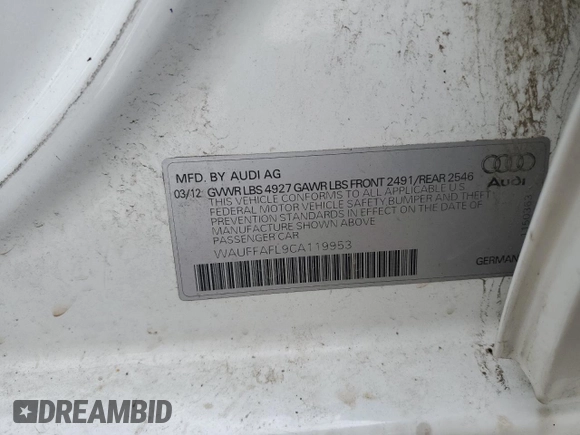 MFD. BY AUDI AG
03/12 GVWR LBS 4927 GAWR LBS FRONT 2491/REAR 2546
THIS VEHICLE CONFORMS TO ALL APPLICABLE U.S.
FEDERAL MOTOR VEHICLE SAFETY BUMPER AND THEFT
PREVENTION STANDARDS IN EFFECT ON THE DATE OF
MANUFACTURE SHOWN ABOVE
PASSENGER CAR
WAUFFAFL9CA119953
Audi
GERMAN
DREAMBID